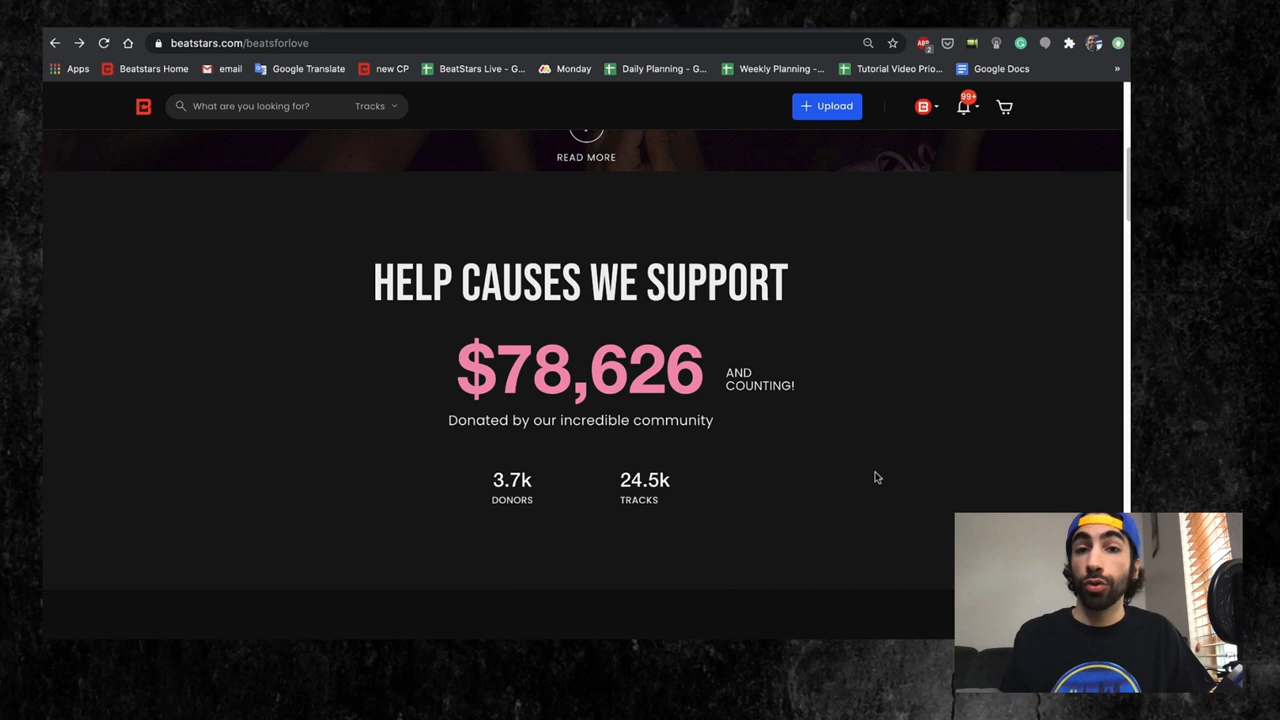 beatstars.com/beatsforlove
ABP
2
Apps
Beatstars Home
email
Google Translate
new CP
BeatStars Live - G...
Monday
Daily Planning - G...
Weekly Planning -...
Tutorial Video Prio...
Google Docs
»
What are you looking for?
Tracks
+ Upload
99+
READ MORE
HELP CAUSES WE SUPPORT
$78,626
AND
COUNTING!
Donated by our incredible community
3.7k
24.5k
DONORS
TRACKS